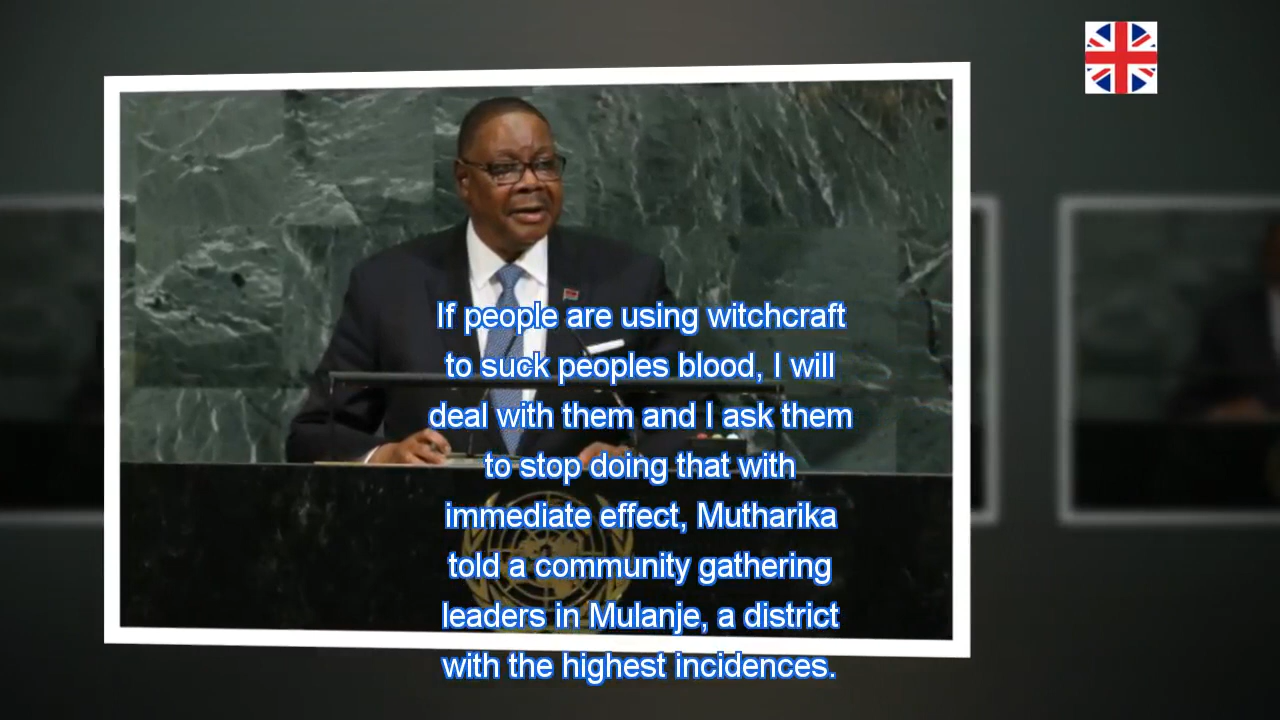 If people are using witchcraft
to suck peoples blood, I will
deal with them and I ask them
to stop doing that with
immediate effect, Mutharika
told a community gathering
leaders in Mulanje, a district
with the highest incidences.